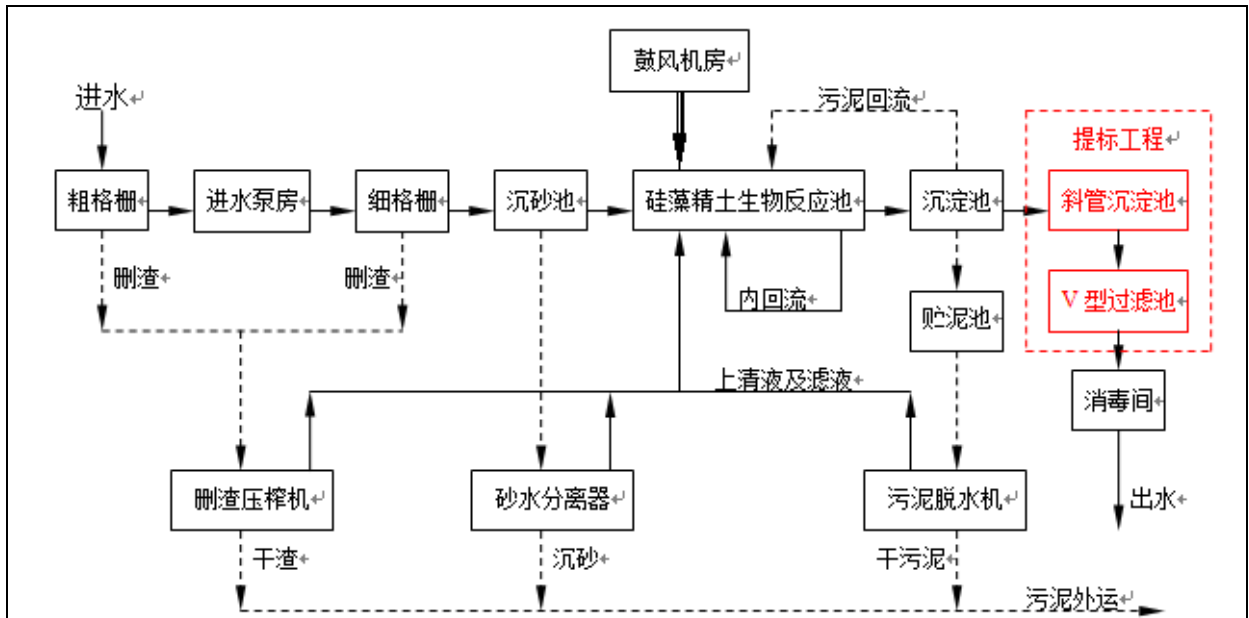 鼓风机房
进水
污泥回流
提标工程
粗格栅
进水泵房
细格栅
沉砂池
硅藻精土生物反应池
沉淀池
斜管沉淀池
删渣
删渣
内回流
贮泥池
V型过滤池
上清液及滤液
消毒间
删渣压榨机
砂水分离器
污泥脱水机
出水
干渣
沉砂
干污泥
污泥外运